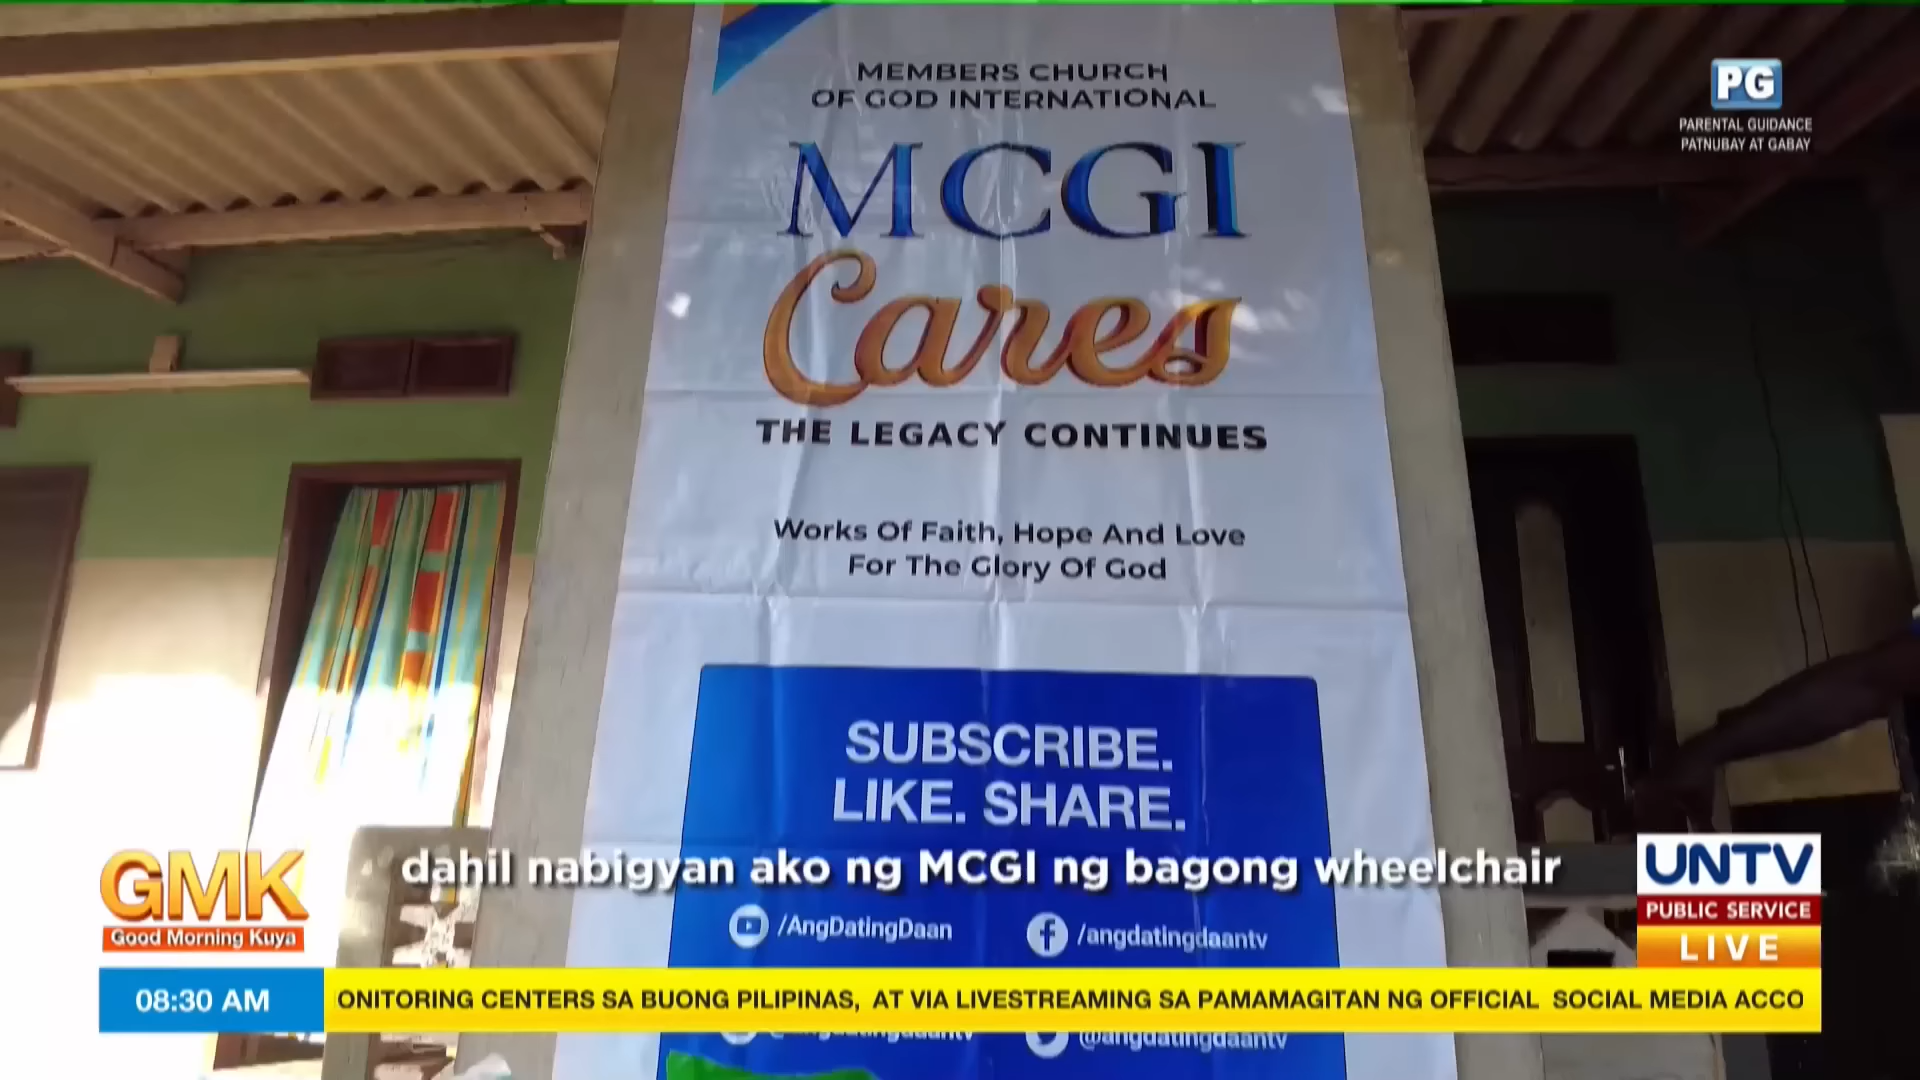 MEMBERS CHURCH
OF GOD INTERNATIONAL
MCGI
Cares
THE LEGACY CONTINUES
Works Of Faith, Hope And Love
For The Glory Of God
SUBSCRIBE.
LIKE. SHARE.
PG
PARENTAL GUIDANCE
PATNUBAY AT GABAY
dahil nabigyan ako ng MCGI ng bagong wheelchair
/AngDatingDaan
/angdatingdaantv
GMK
Good Morning Kuya
UNTV
PUBLIC SERVICE
LIVE
08:30 AM
ONITORING CENTERS SA BUONG PILIPINAS, AT VIA LIVESTREAMING SA PAMAMAGITAN NG OFFICIAL SOCIAL MEDIA ACCO
@angdatingdaantv
@angdatingdaantv